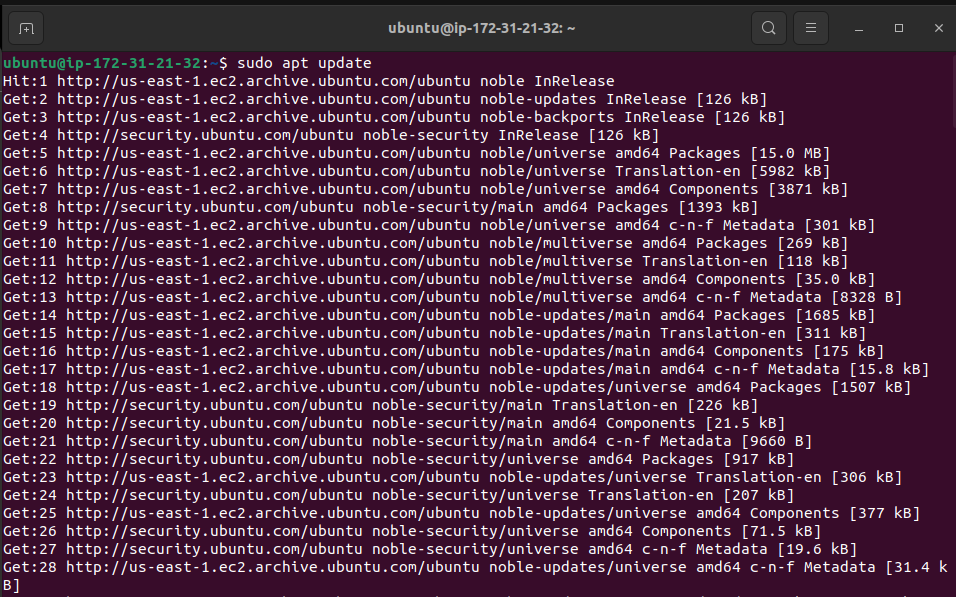 ubuntu@ip-172-31-21-32: ~
ubuntu@ip-172-31-21-32:~$ sudo apt update
Hit:1 http://us-east-1.ec2.archive.ubuntu.com/ubuntu noble InRelease
Get:2 http://us-east-1.ec2.archive.ubuntu.com/ubuntu noble-updates InRelease [126 kB]
Get:3 http://us-east-1.ec2.archive.ubuntu.com/ubuntu noble-backports InRelease [126 kB]
Get:4 http://security.ubuntu.com/ubuntu noble-security InRelease [126 kB]
Get:5 http://us-east-1.ec2.archive.ubuntu.com/ubuntu noble/universe amd64 Packages [15.0 MB]
Get:6 http://us-east-1.ec2.archive.ubuntu.com/ubuntu noble/universe Translation-en [5982 kB]
Get:7 http://us-east-1.ec2.archive.ubuntu.com/ubuntu noble/universe amd64 Components [3871 kB]
Get:8 http://security.ubuntu.com/ubuntu noble-security/main amd64 Packages [1393 kB]
Get:9 http://us-east-1.ec2.archive.ubuntu.com/ubuntu noble/universe amd64 c-n-f Metadata [301 kB]
Get:10 http://us-east-1.ec2.archive.ubuntu.com/ubuntu noble/multiverse amd64 Packages [269 kB]
Get:11 http://us-east-1.ec2.archive.ubuntu.com/ubuntu noble/multiverse Translation-en [118 kB]
Get:12 http://us-east-1.ec2.archive.ubuntu.com/ubuntu noble/multiverse amd64 Components [35.0 kB]
Get:13 http://us-east-1.ec2.archive.ubuntu.com/ubuntu noble/multiverse amd64 c-n-f Metadata [8328 B]
Get:14 http://us-east-1.ec2.archive.ubuntu.com/ubuntu noble-updates/main amd64 Packages [1685 kB]
Get:15 http://us-east-1.ec2.archive.ubuntu.com/ubuntu noble-updates/main Translation-en [311 kB]
Get:16 http://us-east-1.ec2.archive.ubuntu.com/ubuntu noble-updates/main amd64 Components [175 kB]
Get:17 http://us-east-1.ec2.archive.ubuntu.com/ubuntu noble-updates/main amd64 c-n-f Metadata [15.8 kB]
Get:18 http://us-east-1.ec2.archive.ubuntu.com/ubuntu noble-updates/universe amd64 Packages [1507 kB]
Get:19 http://security.ubuntu.com/ubuntu noble-security/main Translation-en [226 kB]
Get:20 http://security.ubuntu.com/ubuntu noble-security/main amd64 Components [21.5 kB]
Get:21 http://security.ubuntu.com/ubuntu noble-security/main amd64 c-n-f Metadata [9660 B]
Get:22 http://security.ubuntu.com/ubuntu noble-security/universe amd64 Packages [917 kB]
Get:23 http://us-east-1.ec2.archive.ubuntu.com/ubuntu noble-updates/universe Translation-en [306 kB]
Get:24 http://security.ubuntu.com/ubuntu noble-security/universe Translation-en [207 kB]
Get:25 http://us-east-1.ec2.archive.ubuntu.com/ubuntu noble-updates/universe amd64 Components [377 kB]
Get:26 http://security.ubuntu.com/ubuntu noble-security/universe amd64 Components [71.5 kB]
Get:27 http://security.ubuntu.com/ubuntu noble-security/universe amd64 c-n-f Metadata [19.6 kB]
Get:28 http://us-east-1.ec2.archive.ubuntu.com/ubuntu noble-updates/universe amd64 c-n-f Metadata [31.4 k
B]